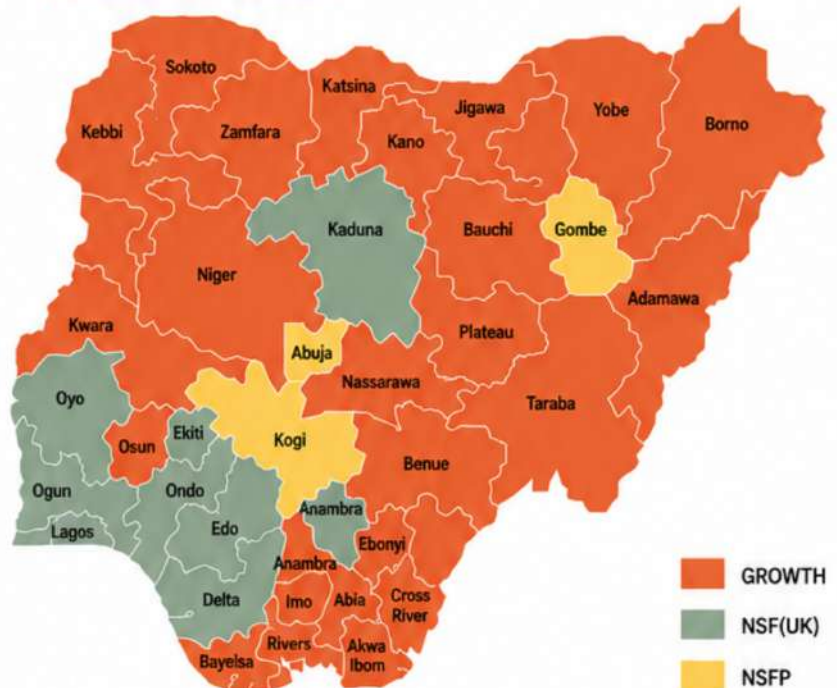 Sokoto
Katsina
Jigawa
Yobe
Borno
Kebbi
Zamfara
Kano
Kaduna
Bauchi
Gombe
Niger
Adamawa
Kwara
Plateau
Abuja
Nassarawa
Oyo
Taraba
Osun
Ekiti
Kogi
Benue
Ogun
Ondo
Anambra
Lagos
Edo
Ebonyi
Anambra
Delta
Imo
Abia
Cross
River
Rivers
Akwa
Ibom
Bayelsa
GROWTH
NSF(UK)
NSFP